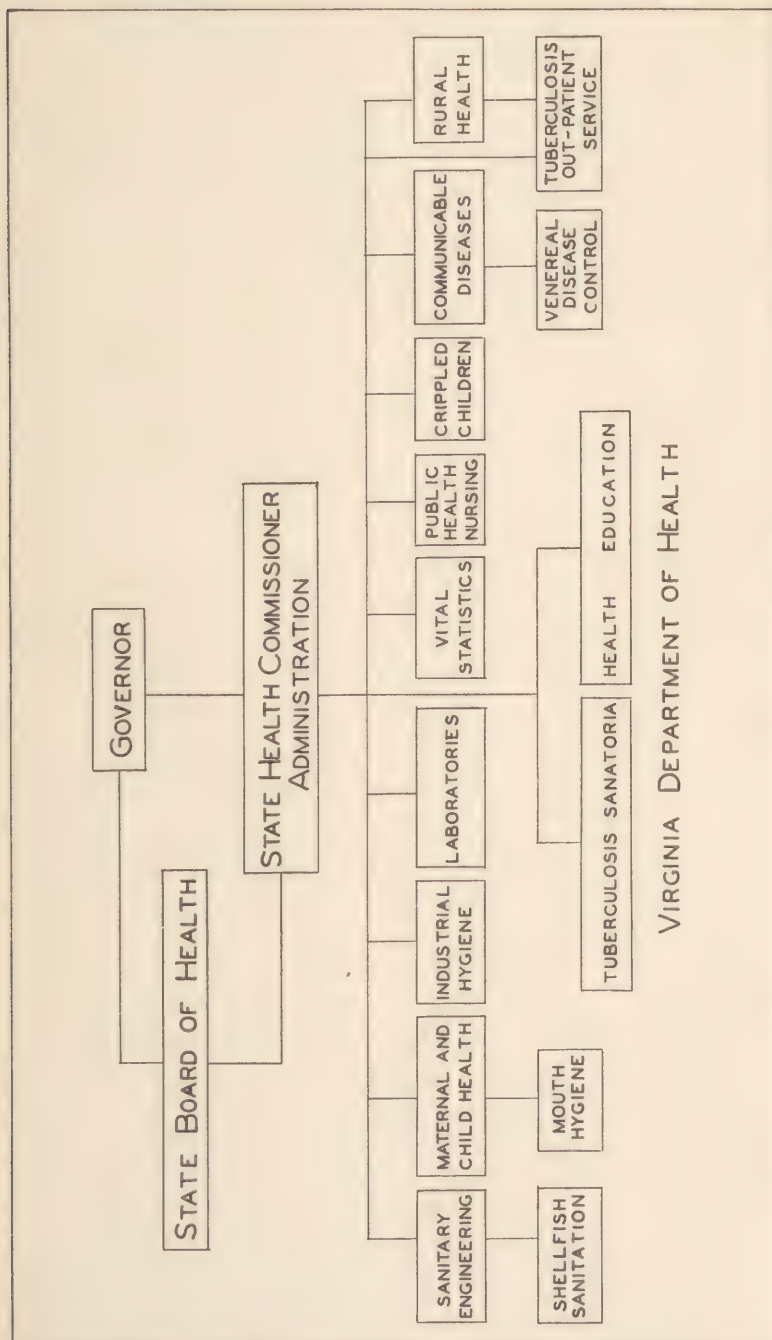 GOVERNOR
STATE BOARD OF HEALTH
STATE HEALTH COMMISSIONER
ADMINISTRATION
SANITARY
ENGINEERING
MATERNAL AND
CHILD HEALTH
INDUSTRIAL
HYGIENE
LABORATORIES
VITAL
STATISTICS
PUBLIC
HEALTH
NURSING
CRIPPLED
CHILDREN
COMMUNICABLE
DISEASES
RURAL
HEALTH
SHELLFISH
SANITATION
MOUTH
HYGIENE
TUBERCULOSIS SANATORIA
HEALTH EDUCATION
VENEREAL
DISEASE
CONTROL
TUBERCULOSIS
OUT-PATIENT
SERVICE
VIRGINIA DEPARTMENT OF HEALTH